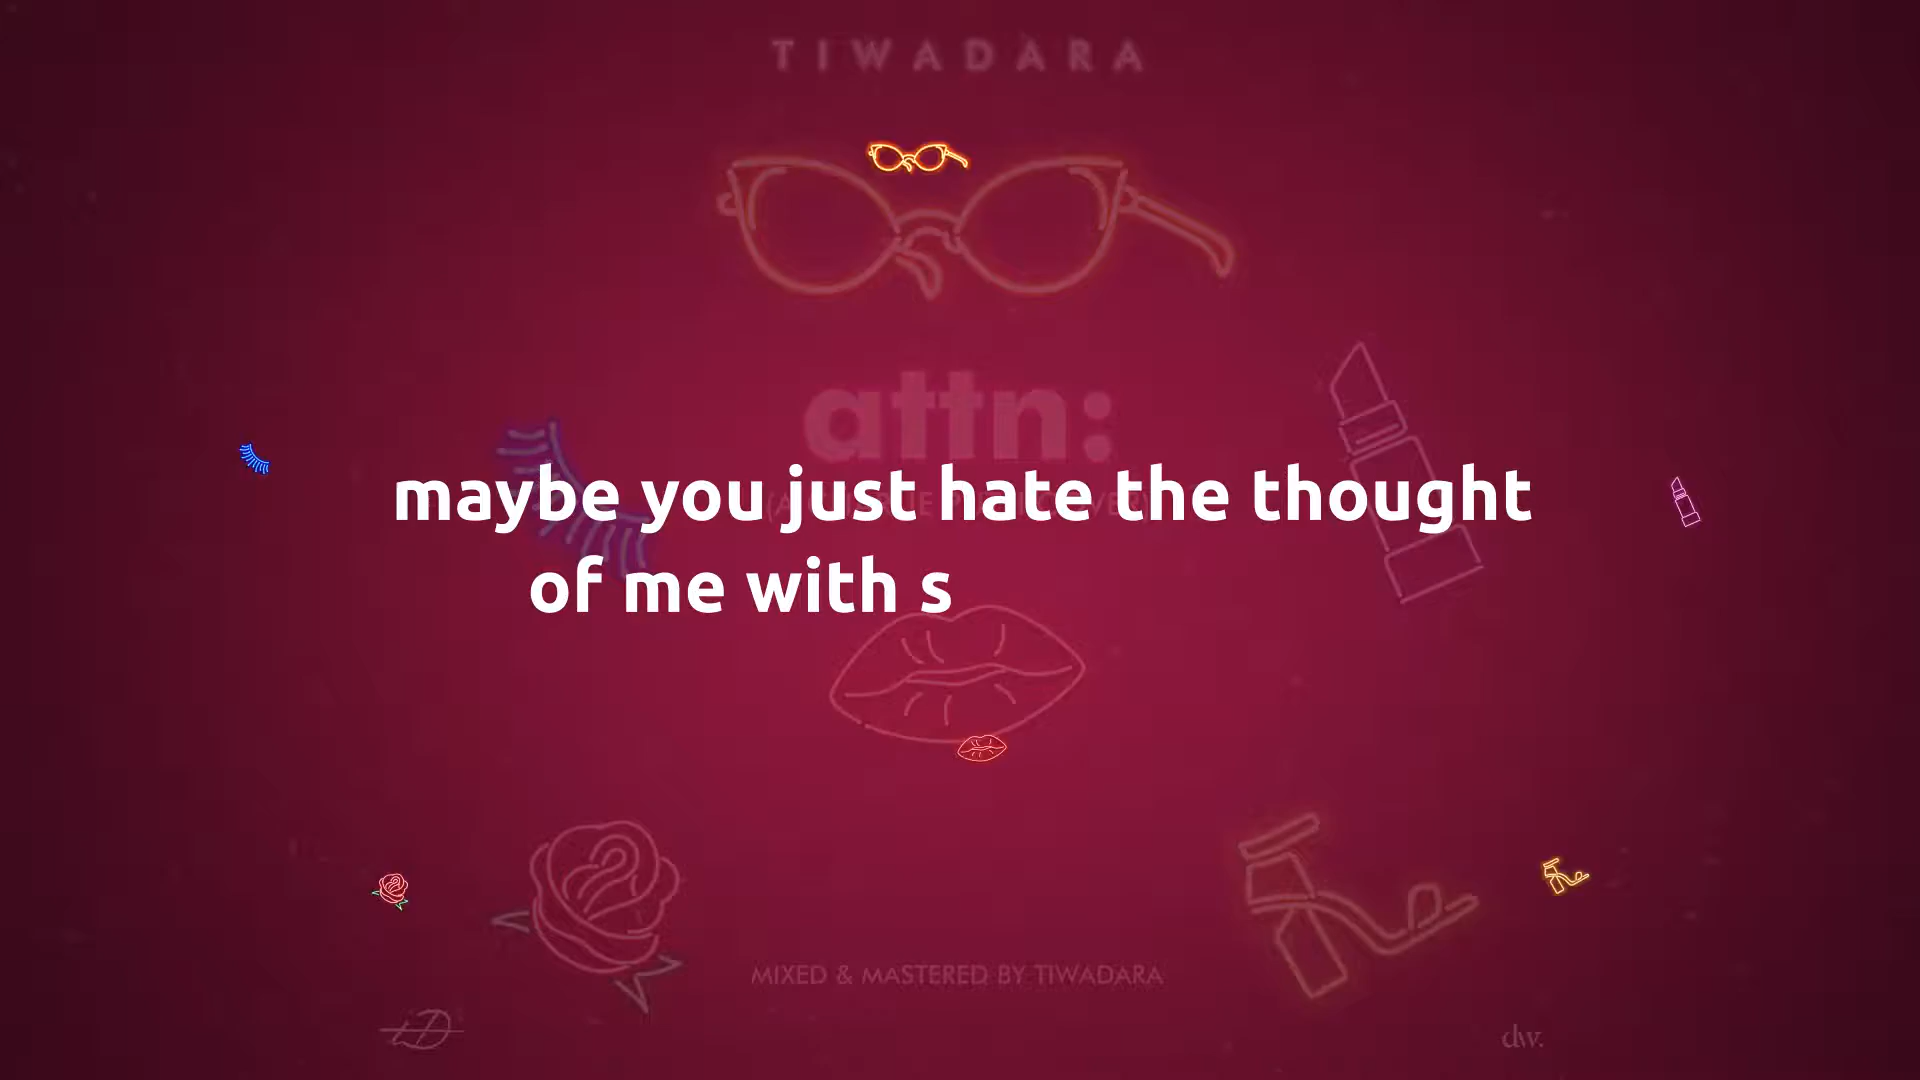 TIWADARA
attn:
maybe you just hate the thought
of me with s
MIXED & MASTERED BY TIWADARA
dw.